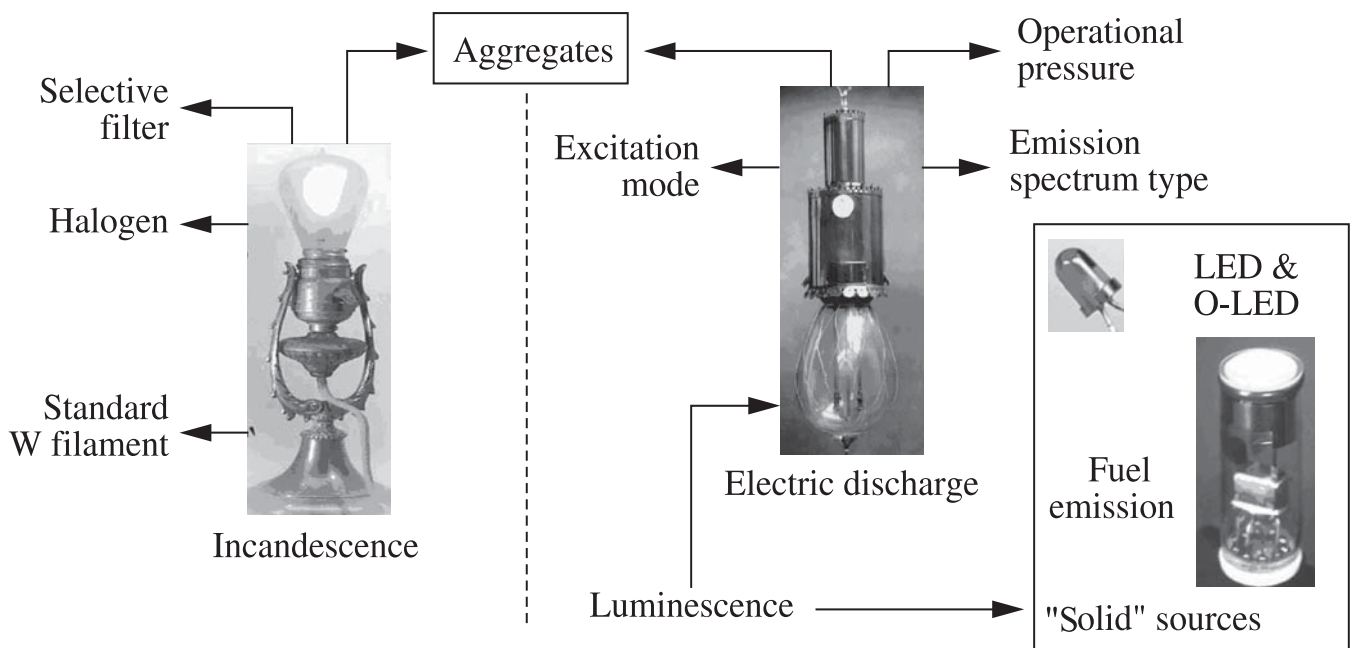 Aggregates
Operational
pressure
Selective
filter
Excitation
mode
Emission
spectrum type
Halogen
LED &
O-LED
Standard
W filament
Fuel
emission
Electric discharge
Incandescence
Luminescence
"Solid" sources